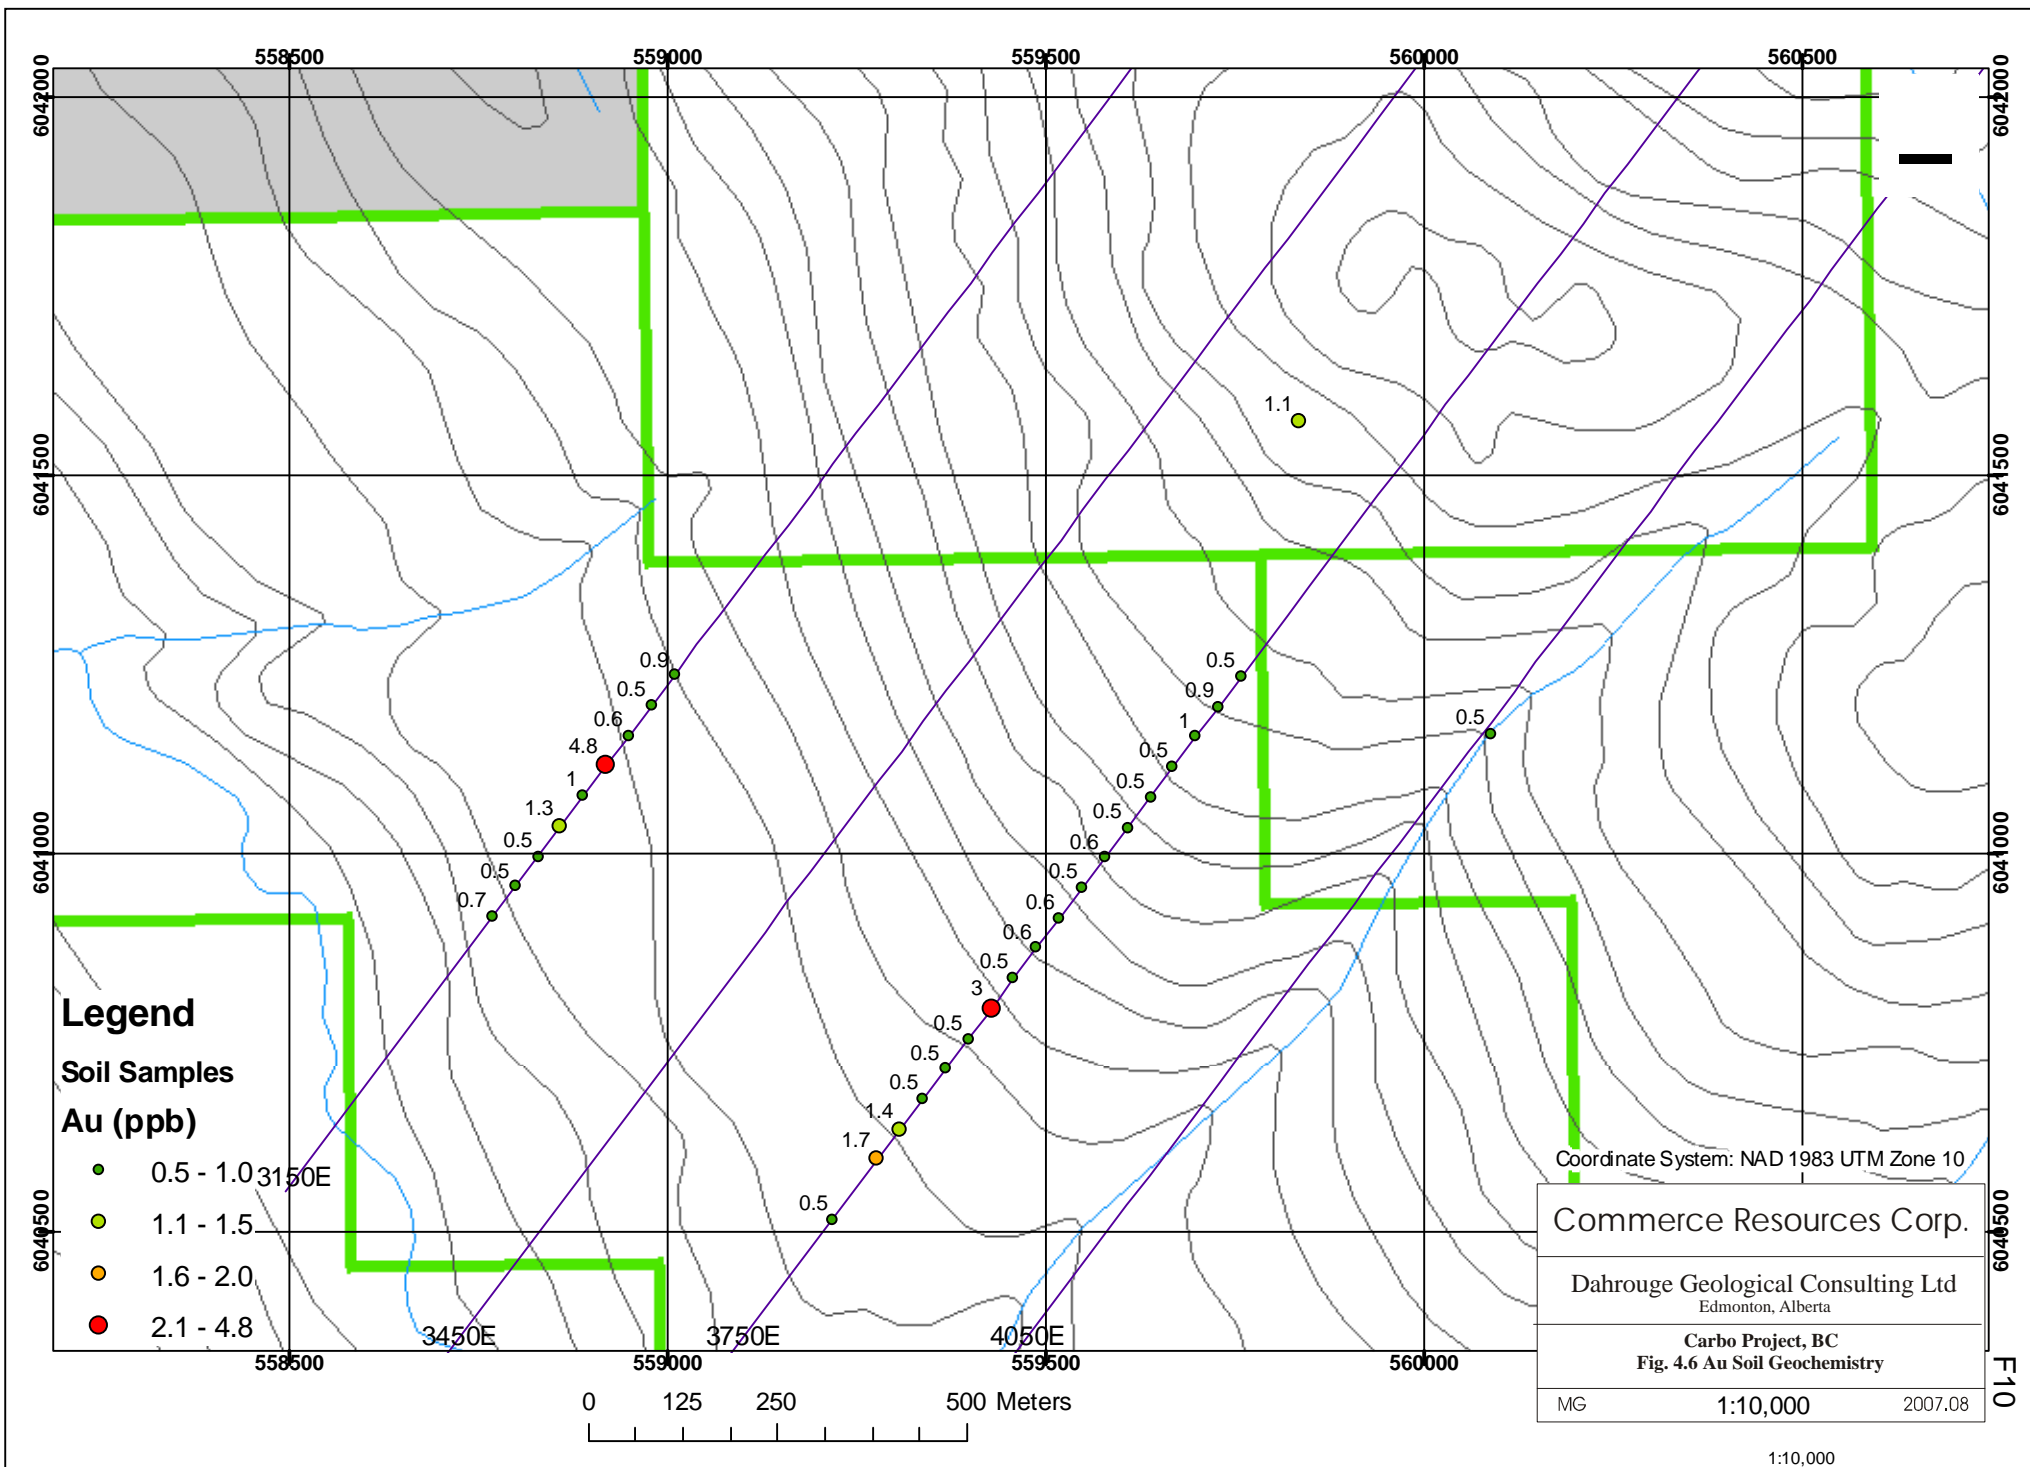 558500
559000
559500
560000
560500
6042000
6042000
1.1
6041500
6041500
0.9
0.5
0.6
4.8
1
1.3
0.5
0.5
0.7
0.5
0.9
1
0.5
0.5
0.5
0.6
0.5
0.6
0.6
0.5
3
0.5
0.5
0.5
1.4
1.7
0.5
0.5
6041000
6041000
Legend
Soil Samples
Au (ppb)
0.5 - 1.0
1.1 - 1.5
1.6 - 2.0
2.1 - 4.8
3150E
3450E
3750E
4050E
6040500
6040500
Coordinate System: NAD 1983 UTM Zone 10
Commerce Resources Corp.
Dahrouge Geological Consulting Ltd
Edmonton, Alberta
Carbo Project, BC
Fig. 4.6 Au Soil Geochemistry
MG 1:10,000 2007.08
F10
558500
559000
559500
560000
0 125 250 500 Meters
1:10,000